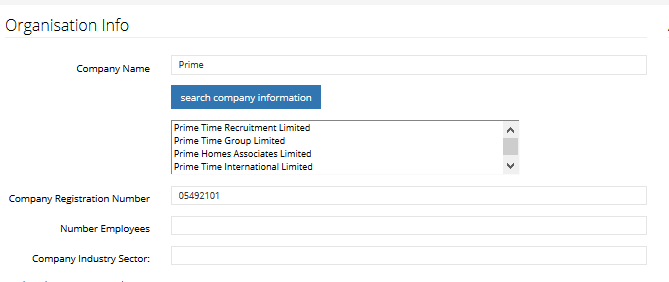 Organisation Info
Company Name
Prime
search company information
Prime Time Recruitment Limited
Prime Time Group Limited
Prime Homes Associates Limited
Prime Time International Limited
Company Registration Number
05492101
Number Employees
Company Industry Sector: